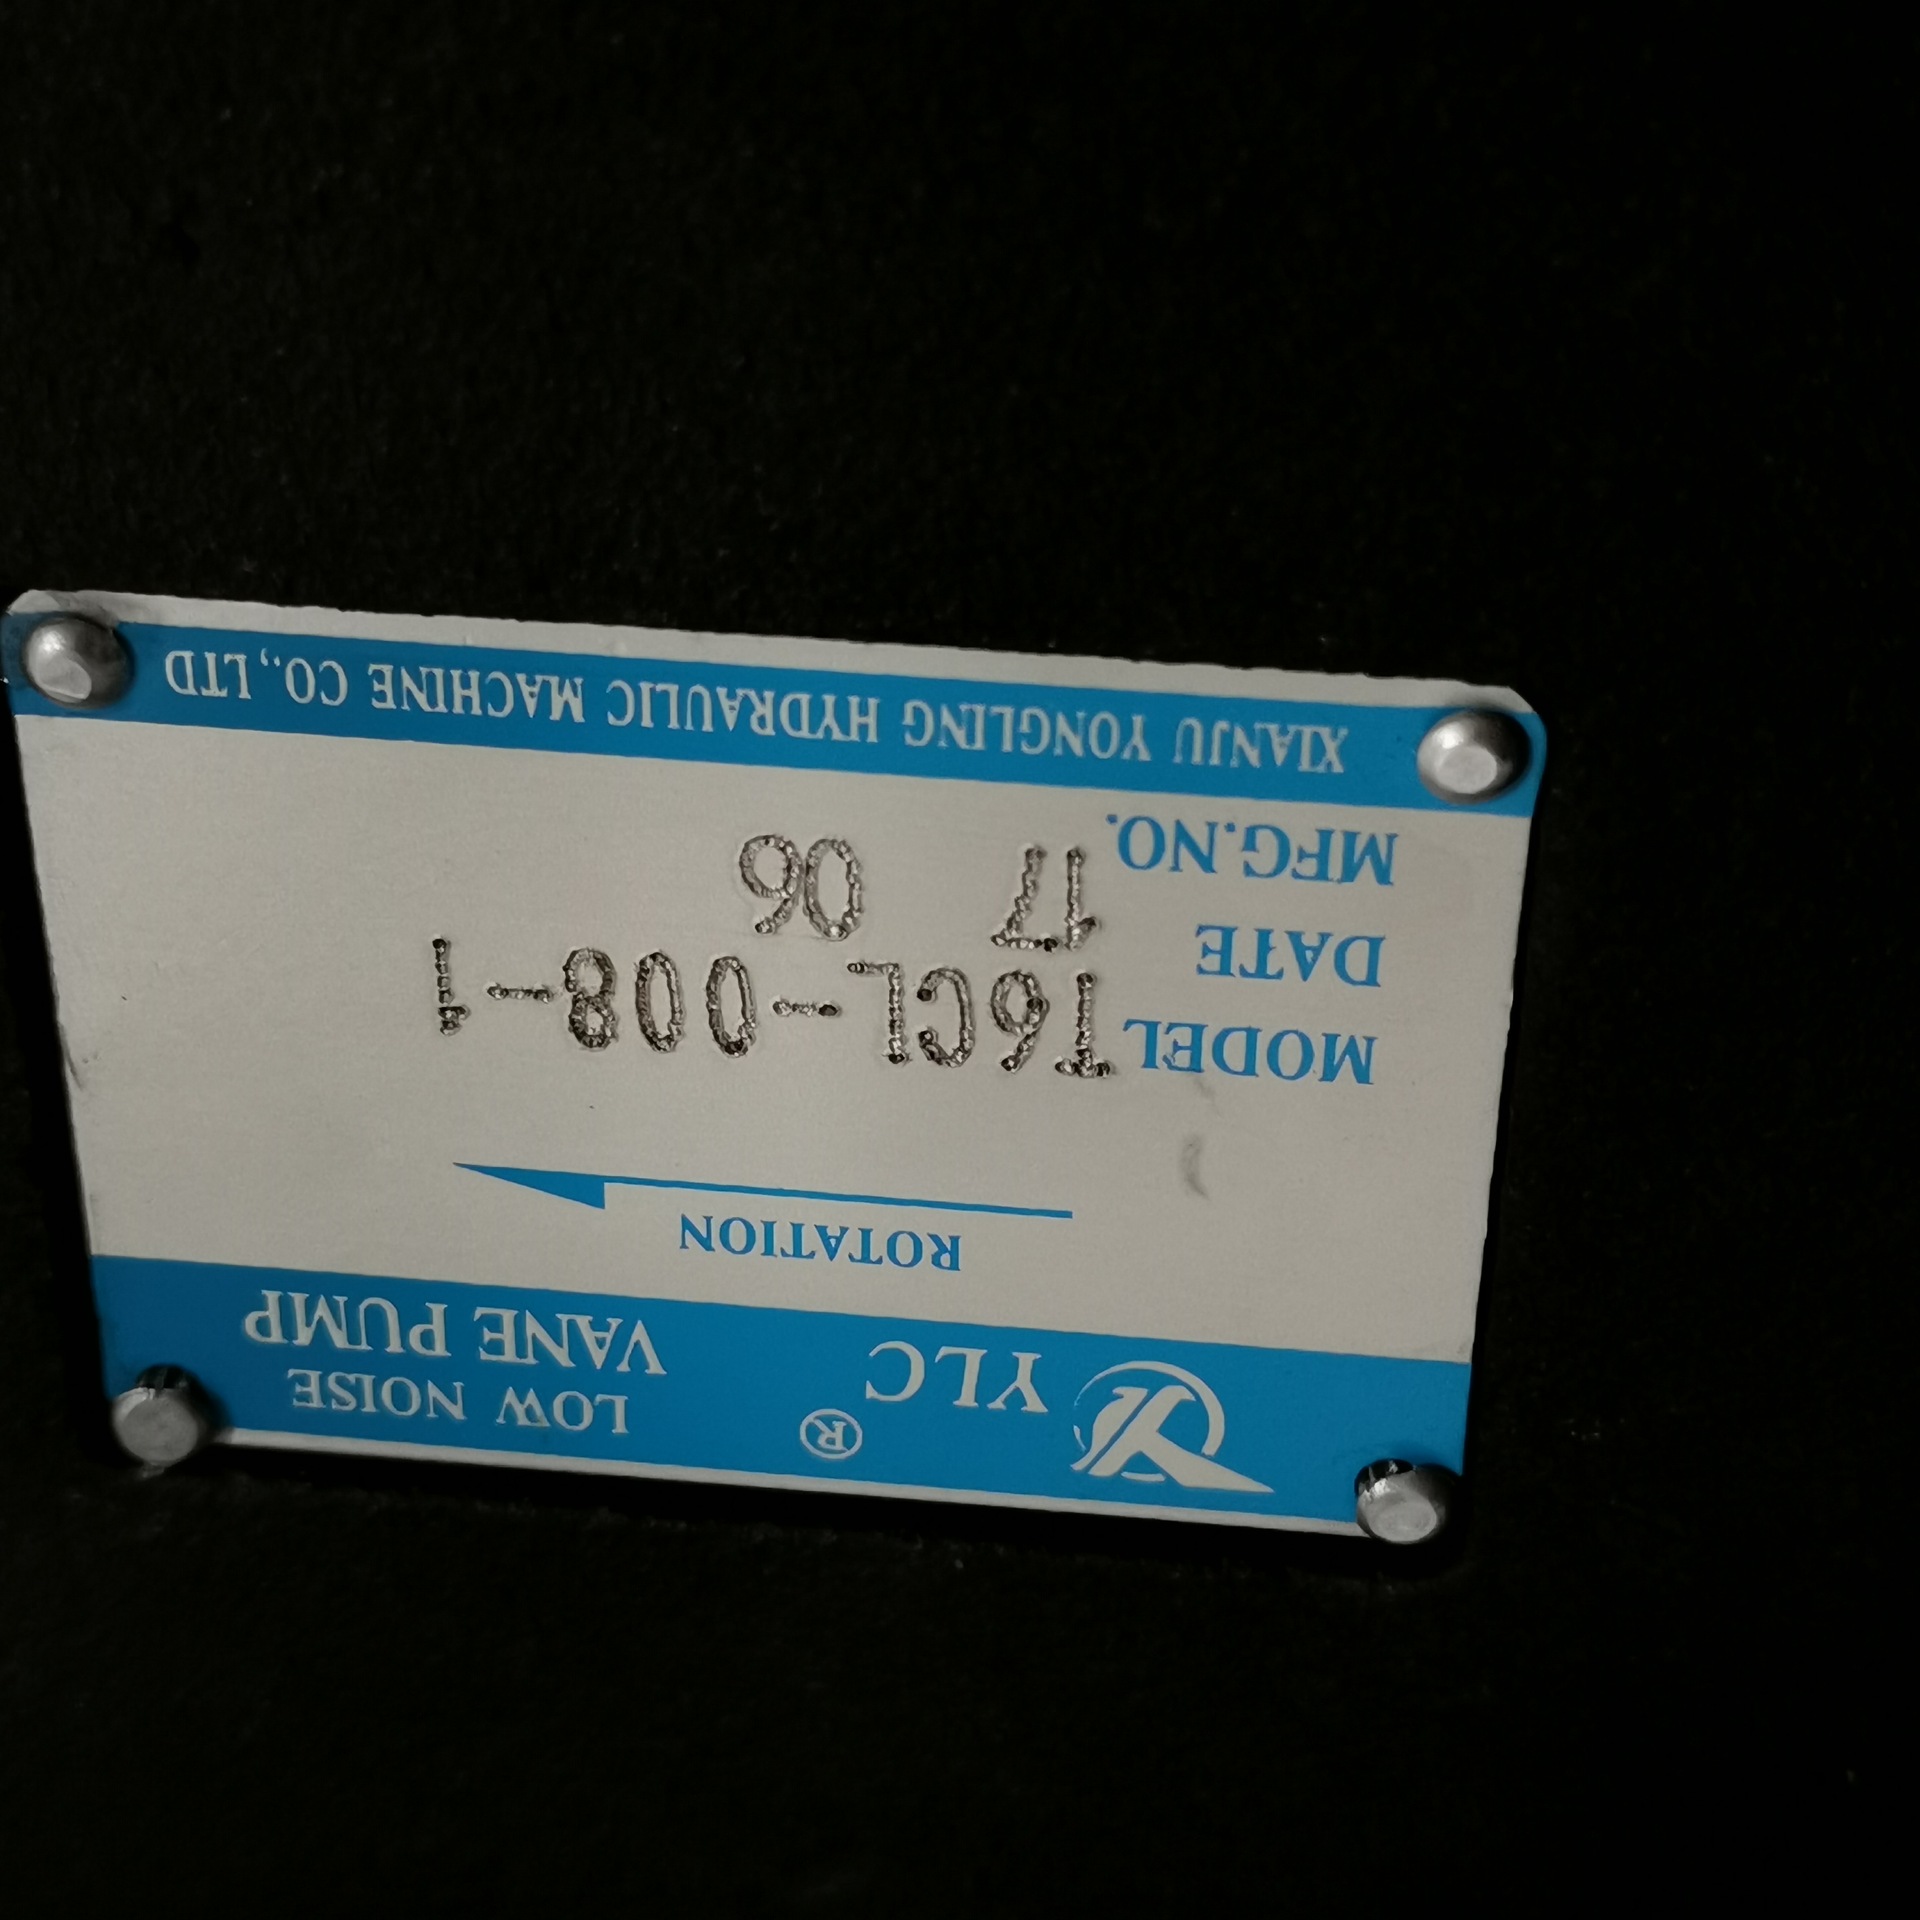 YLC ® LOW NOISE
VANE PUMP
ROTATION
MODEL T6CL--008-1
DATE 17 06
MFG.NO.
XIANJU YONGLING HYDRAULIC MACHINE CO.,LTD